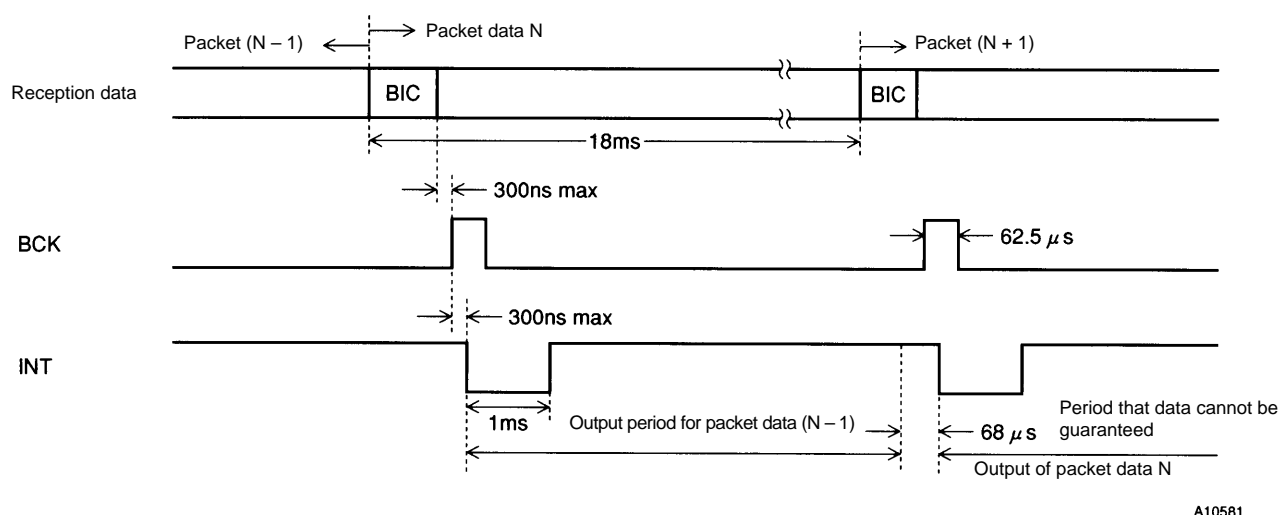 Packet (N – 1)
Packet data N
Packet (N + 1)
Reception data
BIC
BIC
18ms
300ns max
BCK
62.5 μs
300ns max
INT
1ms
Output period for packet data (N – 1)
68 μs
Period that data cannot be
guaranteed
Output of packet data N
A10581